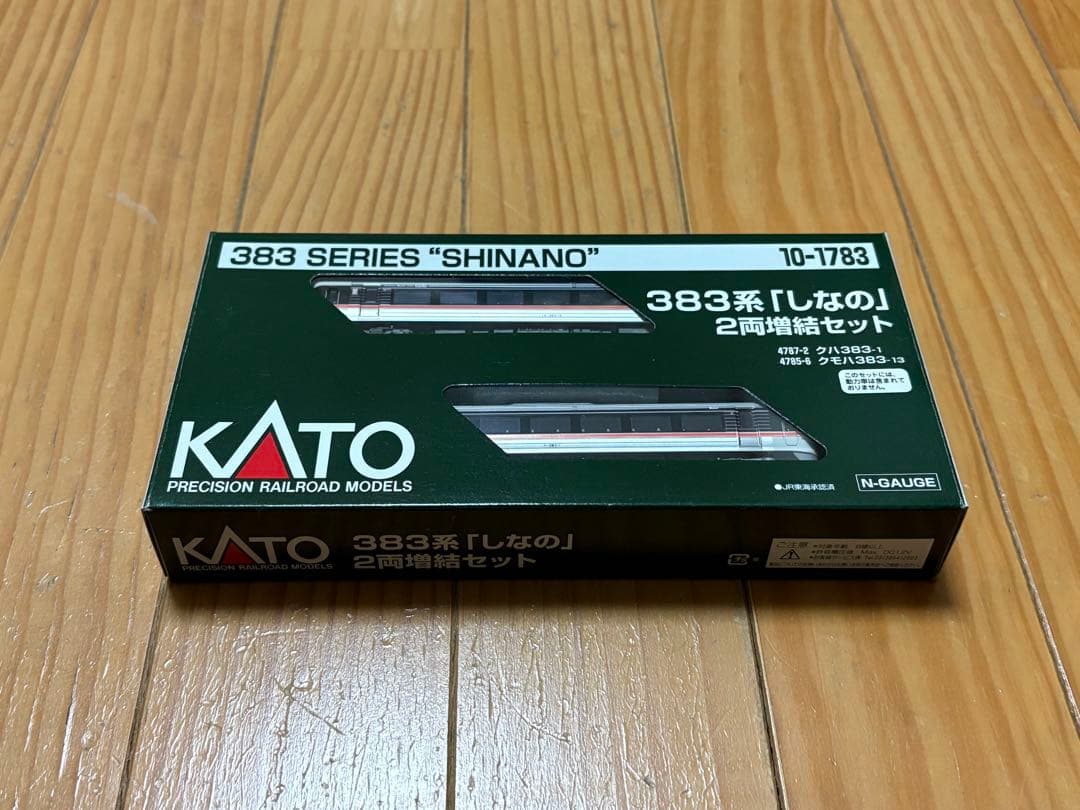 383 SERIES “SHINANO”
10-1783
383系「しなの」
2両増結セット
4787-2 クハ383-1
4785-6 クモハ383-13
このセットには、
動力車は含まれて
おりません。
KATO
PRECISION RAILROAD MODELS
●JR東海承認済
N-GAUGE
KATO
PRECISION RAILROAD MODELS
383系「しなの」
2両増結セット
ご注意